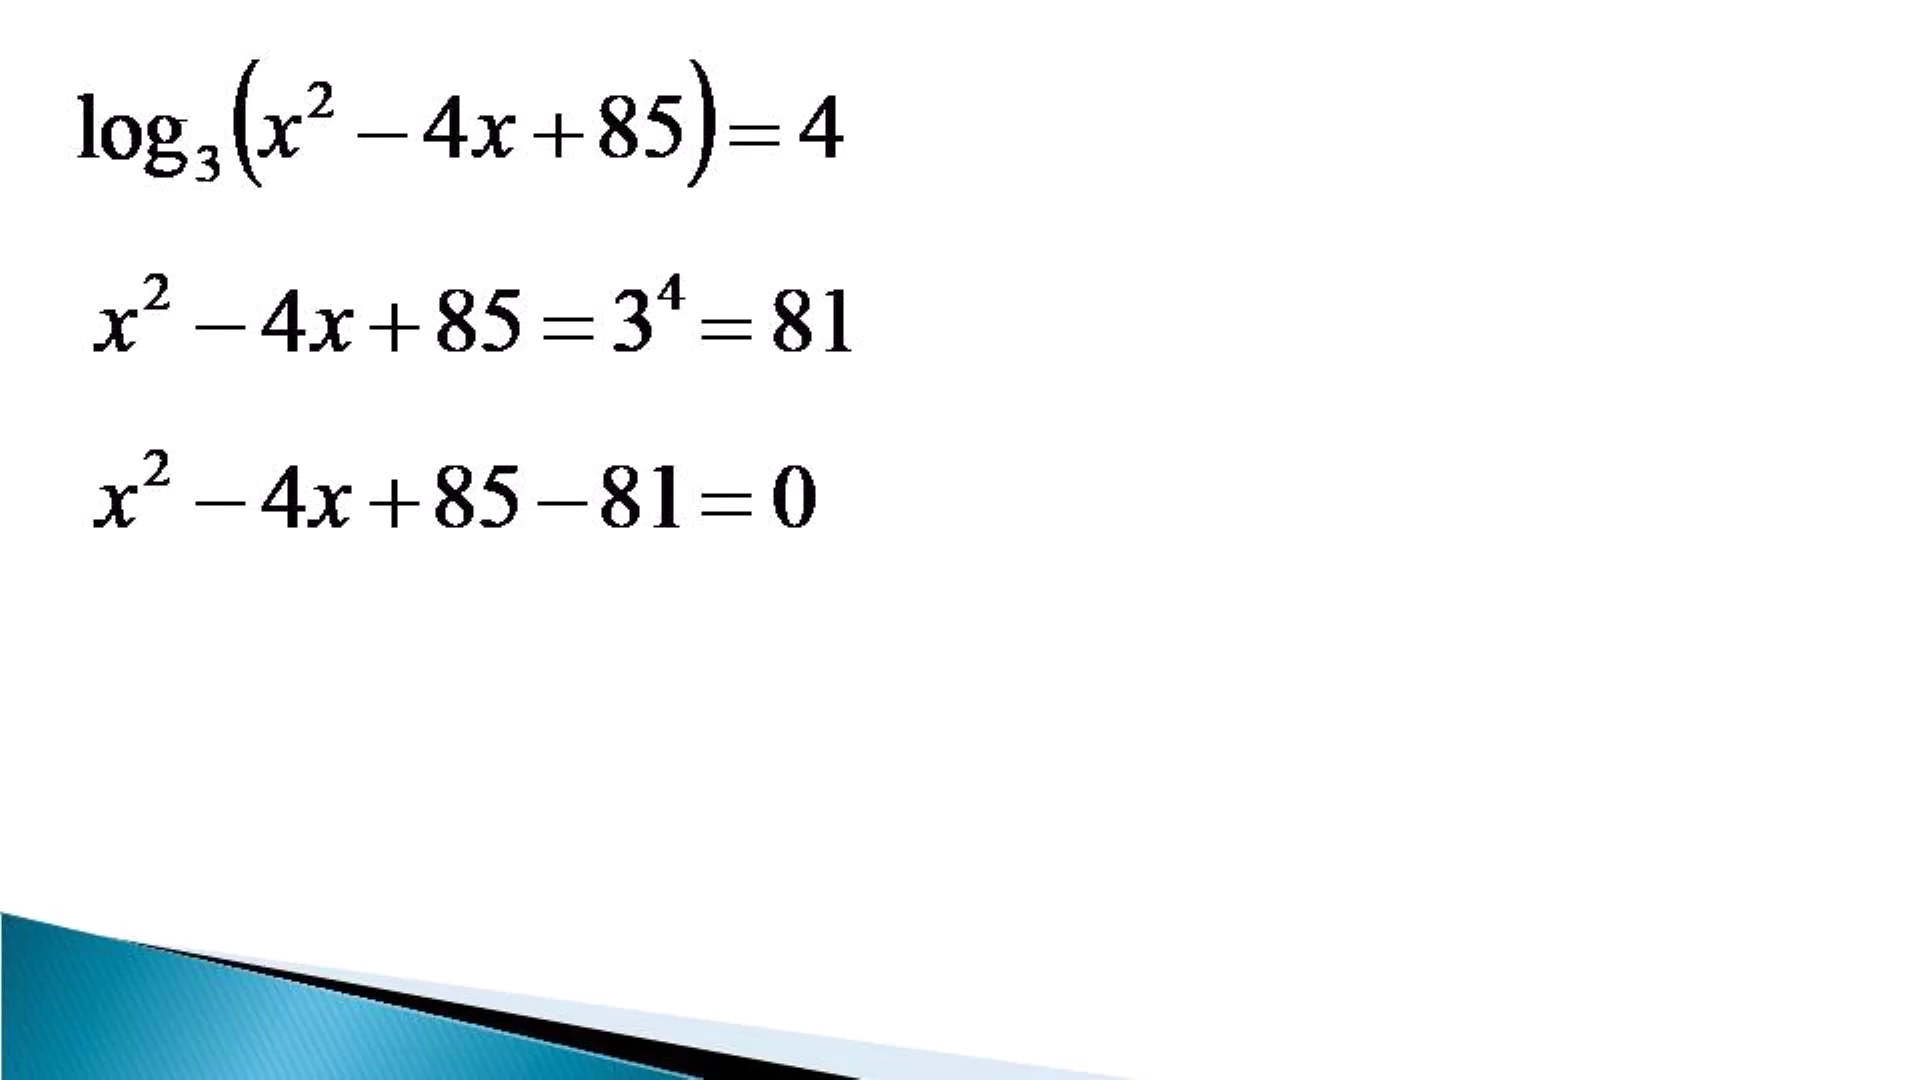 log₃(x² − 4x + 85) = 4
x² − 4x + 85 = 3⁴ = 81
x² − 4x + 85 − 81 = 0